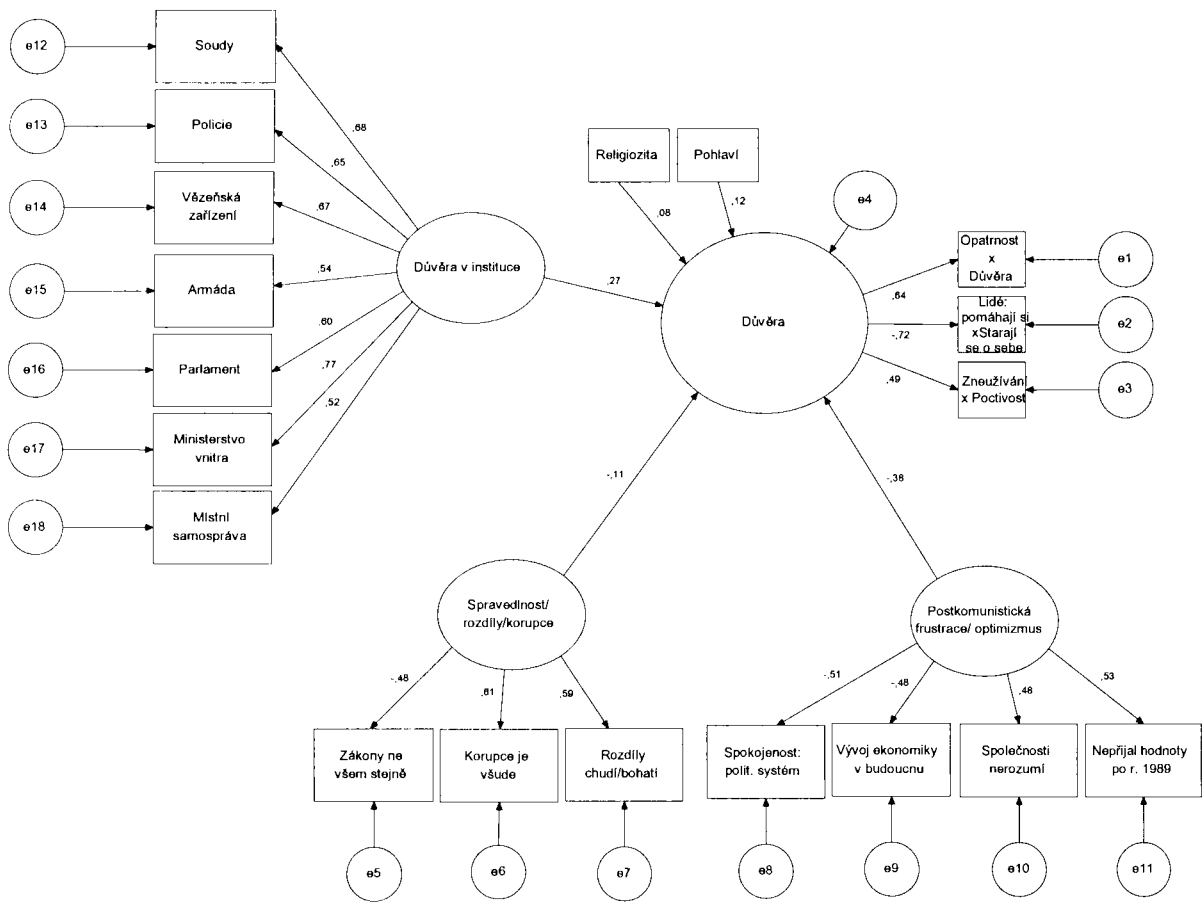 e12
Soudy
e13
Policie
e14
Vězeňská
zařízení
e15
Armáda
e16
Parlament
e17
Ministerstvo
vnitra
e18
Místní
samospráva
,68
,65
,67
,54
,60
,77
,52
Důvěra v instituce
,27
Religiozita
Pohlaví
,08
,12
e4
Důvěra
,64
-,72
,49
Opatrnost
x
Důvěra
e1
Lidé:
pomáhají si
xStarají
se o sebe
e2
Zneužívání
x Poctivost
e3
-,11
-,38
Spravedlnost/
rozdíly/korupce
Postkomunistická
frustrace/ optimizmus
-,48
,61
,59
-,51
-,48
,48
,53
Zákony ne
všem stejně
Korupce je
všude
Rozdíly
chudí/bohatí
Spokojenost:
polit. systém
Vývoj ekonomiky
v budoucnu
Společnosti
nerozumí
Nepřijal hodnoty
po r. 1989
e5
e6
e7
e8
e9
e10
e11